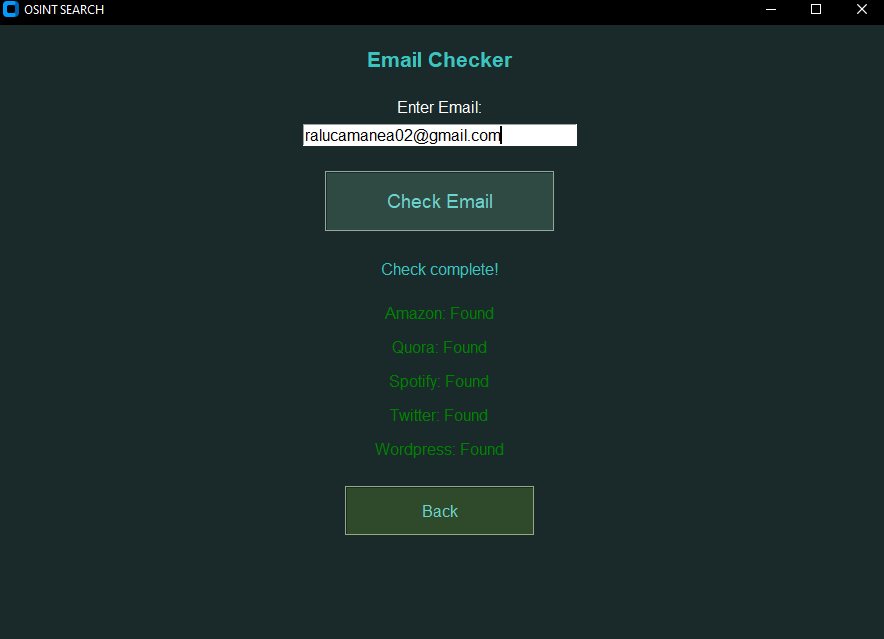 OSINT SEARCH
Email Checker
Enter Email:
ralucamanea02@gmail.com
Check Email
Check complete!
Amazon: Found
Quora: Found
Spotify: Found
Twitter: Found
Wordpress: Found
Back